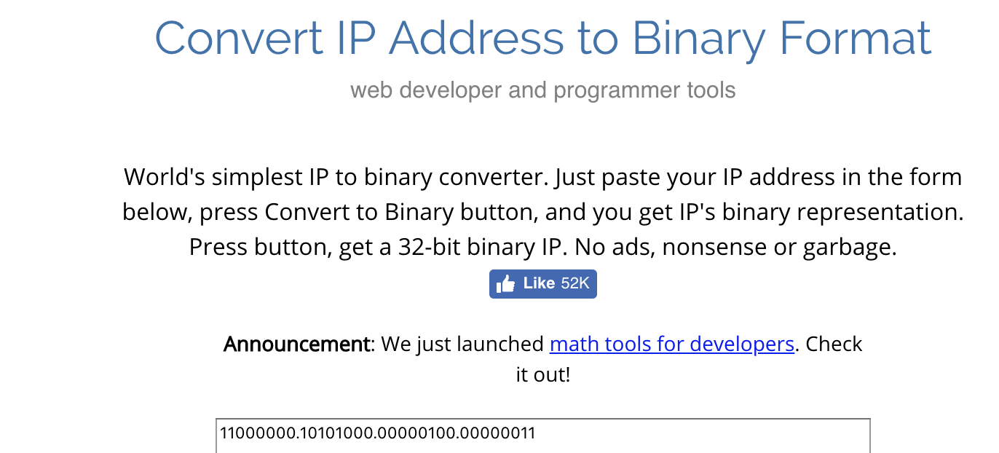 Convert IP Address to Binary Format
web developer and programmer tools
World's simplest IP to binary converter. Just paste your IP address in the form
below, press Convert to Binary button, and you get IP's binary representation.
Press button, get a 32-bit binary IP. No ads, nonsense or garbage.
Like 52K
Announcement: We just launched math tools for developers. Check
it out!
11000000.10101000.00000100.00000011